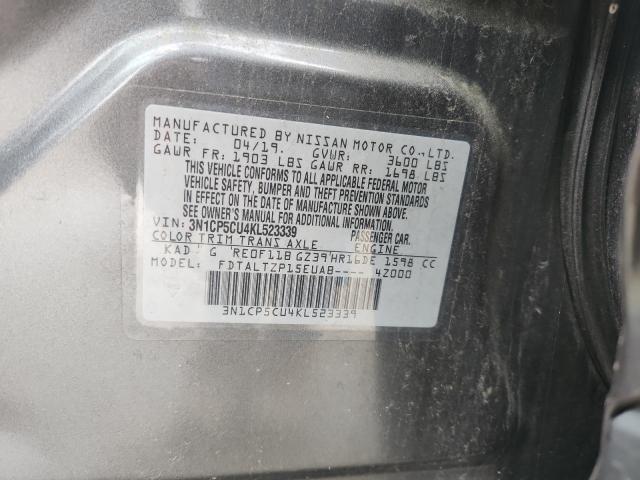 MANUFACTURED BY NISSAN MOTOR CO., LTD.
DATE: 04/19. GVWR: 3600 LBS
GAWR FR: 1903 LBS GAWR RR: 1698 LBS
THIS VEHICLE CONFORMS TO ALL APPLICABLE FEDERAL MOTOR
VEHICLE SAFETY, BUMPER AND THEFT PREVENTION STANDARDS
IN EFFECT ON THE DATE OF MANUFACTURE SHOWN ABOVE.
SEE OWNER'S MANUAL FOR ADDITIONAL INFORMATION.
VIN: 3N1CP5CU4KL523339 PASSENGER CAR.
COLOR TRIM TRANS AXLE ENGINE
KAD G RE0F11B GZ39 HR16DE 1598 CC
MODEL: FDTALTZP15EUAB---- 42000
3N1CP5CU4KL523339